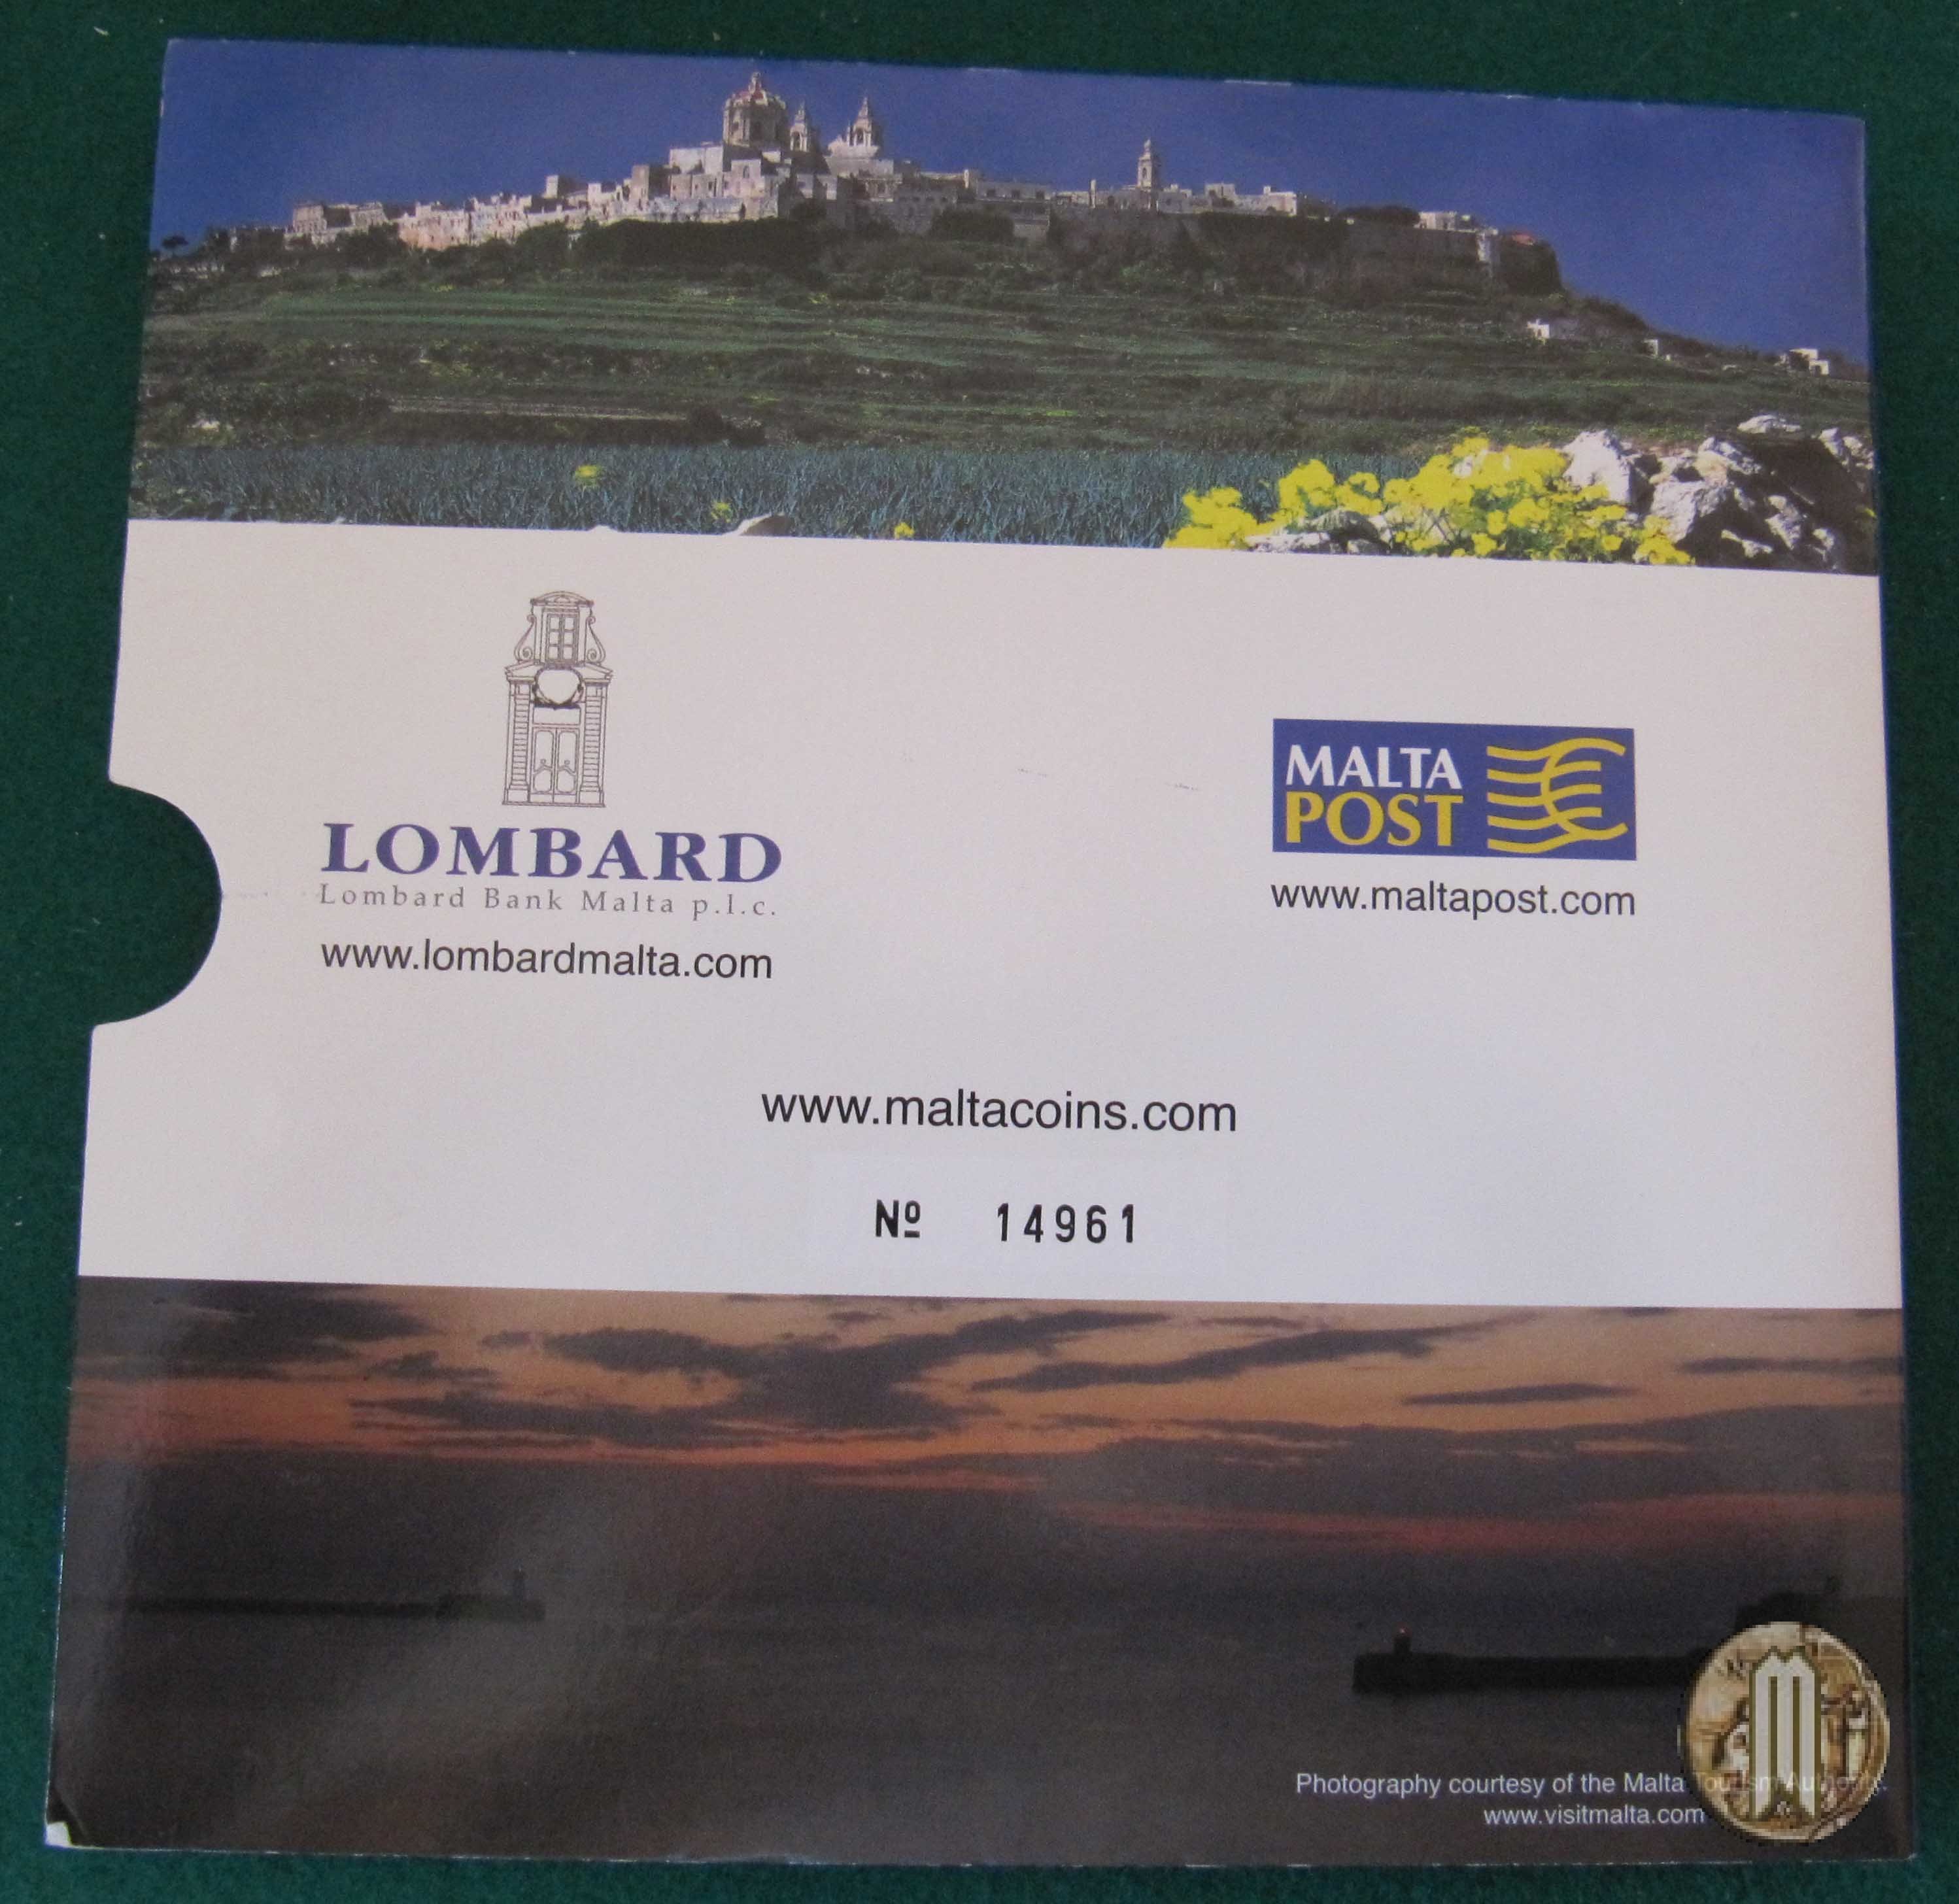 LOMBARD
Lombard Bank Malta p.l.c.
www.lombardmalta.com
MALTA
POST
www.maltapost.com
www.maltacoins.com
Nº 14961
Photography courtesy of the Malta Tourism
www.visitmalta.com
M